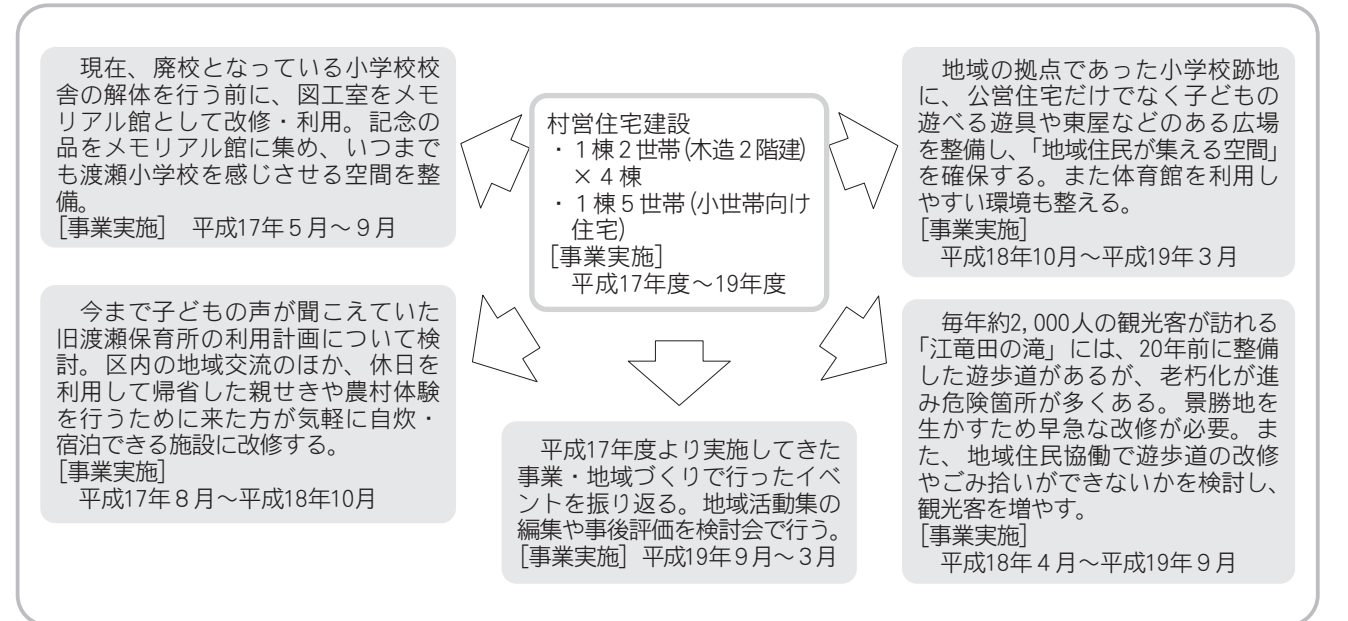 現在、廃校となっている小学校校
舎の解体を行う前に、図工室をメモ
リアル館として改修・利用。記念の
品をメモリアル館に集め、いつまで
も渡瀬小学校を感じさせる空間を整
備。
[事業実施]　平成17年5月～9月
村営住宅建設
・1棟2世帯(木造2階建)
×4棟
・1棟5世帯(小世帯向け
住宅)
[事業実施]
平成17年度～19年度
地域の拠点であった小学校跡地
に、公営住宅だけでなく子どもの
遊べる遊具や東屋などのある広場
を整備し、「地域住民が集える空間」
を確保する。また体育館を利用し
やすい環境も整える。
[事業実施]
平成18年10月～平成19年3月
今まで子どもの声が聞こえていた
旧渡瀬保育所の利用計画について検
討。区内の地域交流のほか、休日を
利用して帰省した親せきや農村体験
を行うために来た方が気軽に自炊・
宿泊できる施設に改修する。
[事業実施]
平成17年8月～平成18年10月
平成17年度より実施してきた
事業・地域づくりで行ったイベ
ントを振り返る。地域活動集の
編集や事後評価を検討会で行う。
[事業実施] 平成19年9月～3月
毎年約2,000人の観光客が訪れる
「江竜田の滝」には、20年前に整備
した遊歩道があるが、老朽化が進
み危険箇所が多くある。景勝地を
生かすため早急な改修が必要。ま
た、地域住民協働で遊歩道の改修
やごみ拾いができないかを検討し、
観光客を増やす。
[事業実施]
平成18年4月～平成19年9月